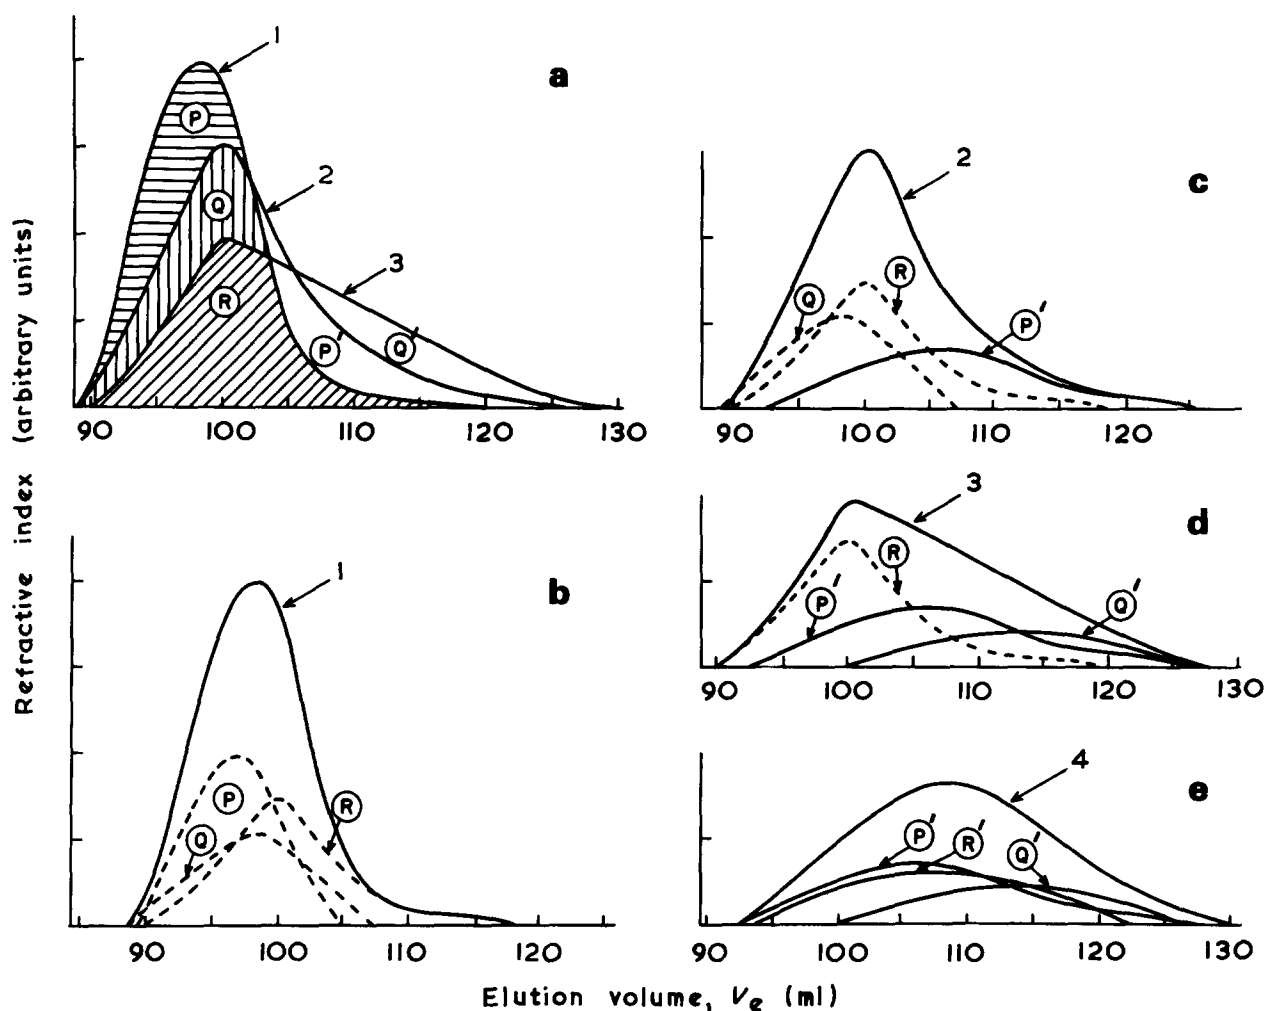 Refractive index (arbitrary units)
a
1
P
2
Q
3
R
P'
Q'
90 100 110 120 130
b
1
P
R
Q
90 100 110
c
2
R
Q
P'
90 100 110 120
d
3
R
P'
Q'
90 100 110 120 130
e
4
P'
R'
Q'
90 100 110 120 130
Elution volume, Ve (ml)